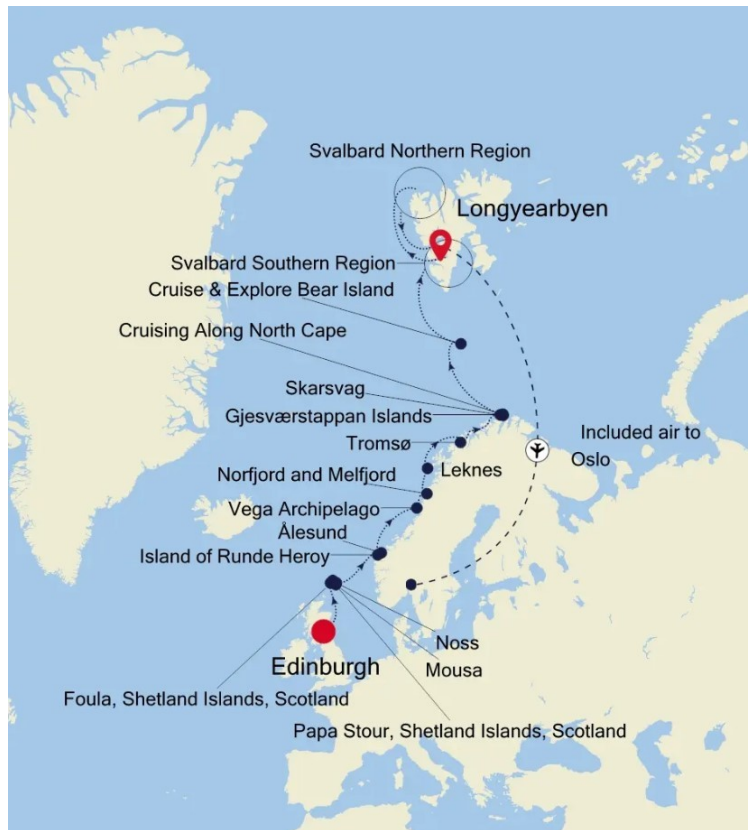 Svalbard Northern Region
Longyearbyen
Svalbard Southern Region
Cruise & Explore Bear Island
Cruising Along North Cape
Skarsvag
Gjesværstappan Islands
Tromsø
Included air to
Oslo
Leknes
Norfjord and Melfjord
Vega Archipelago
Ålesund
Island of Runde Heroy
Noss
Edinburgh
Mousa
Foula, Shetland Islands, Scotland
Papa Stour, Shetland Islands, Scotland